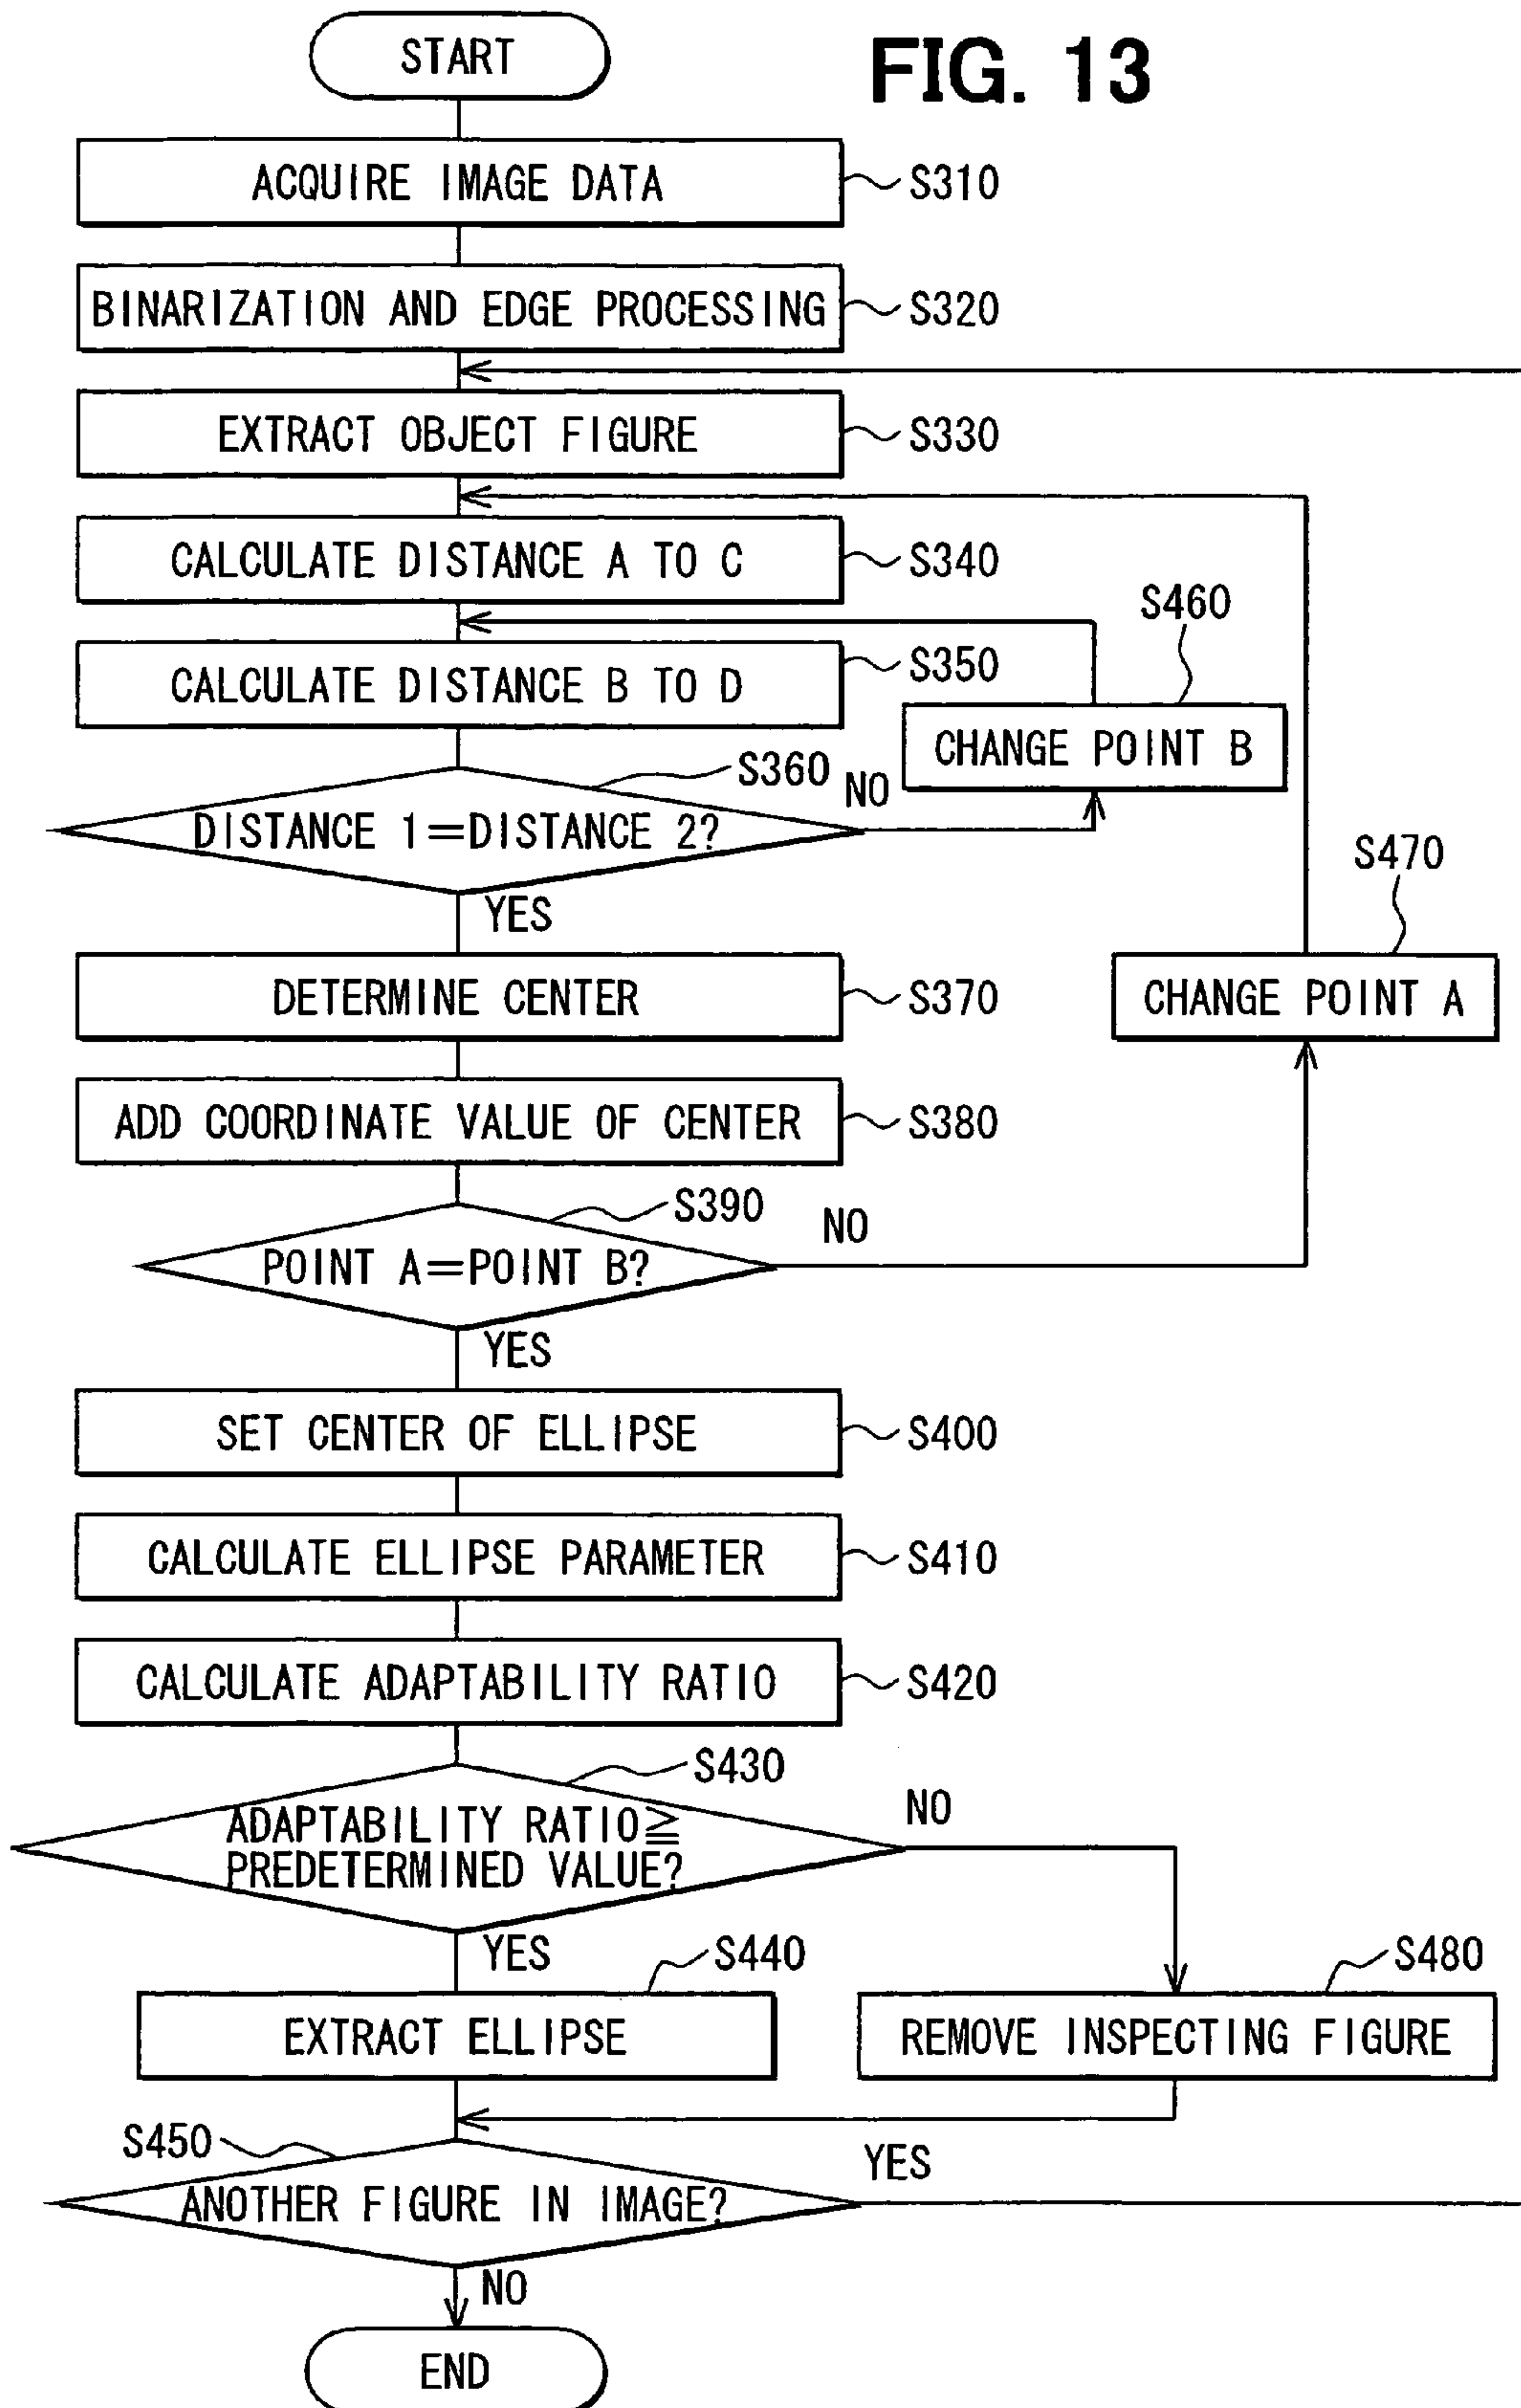 START
FIG. 13
ACQUIRE IMAGE DATA
S310
BINARIZATION AND EDGE PROCESSING
S320
EXTRACT OBJECT FIGURE
S330
CALCULATE DISTANCE A TO C
S340
S460
CALCULATE DISTANCE B TO D
S350
CHANGE POINT B
S360
NO
DISTANCE 1=DISTANCE 2?
S470
YES
DETERMINE CENTER
S370
CHANGE POINT A
ADD COORDINATE VALUE OF CENTER
S380
S390
NO
POINT A=POINT B?
YES
SET CENTER OF ELLIPSE
S400
CALCULATE ELLIPSE PARAMETER
S410
CALCULATE ADAPTABILITY RATIO
S420
S430
NO
ADAPTABILITY RATIO≧
PREDETERMINED VALUE?
YES
S440
S480
EXTRACT ELLIPSE
REMOVE INSPECTING FIGURE
S450
YES
ANOTHER FIGURE IN IMAGE?
NO
END